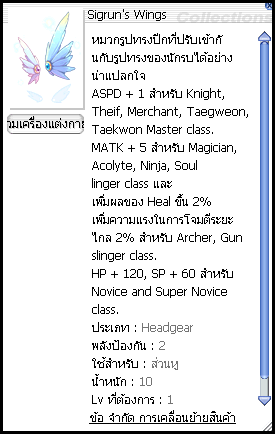 Sigrun's Wings
Collections
หมวกรูปทรงปีกที่ปรับเข้ากั
นกับรูปทรงของนักรบได้อย่าง
น่าแปลกใจ
ASPD + 1 สำหรับ Knight,
Theif, Merchant, Taegweon,
Taekwon Master class.
MATK + 5 สำหรับ Magician,
Acolyte, Ninja, Soul
linger class และ
เพิ่มผลของ Heal ขึ้น 2%
เพิ่มความแรงในการโจมตีระยะ
ไกล 2% สำหรับ Archer, Gun
slinger class.
HP + 120, SP + 60 สำหรับ
Novice and Super Novice
class.
ประเภท : Headgear
พลังป้องกัน : 2
ใช้สำหรับ : ส่วนหู
น้ำหนัก : 10
Lv ที่ต้องการ : 1
ข้อ จำกัด การเคลื่อนย้ายสินค้า
วมเครื่องแต่งกา